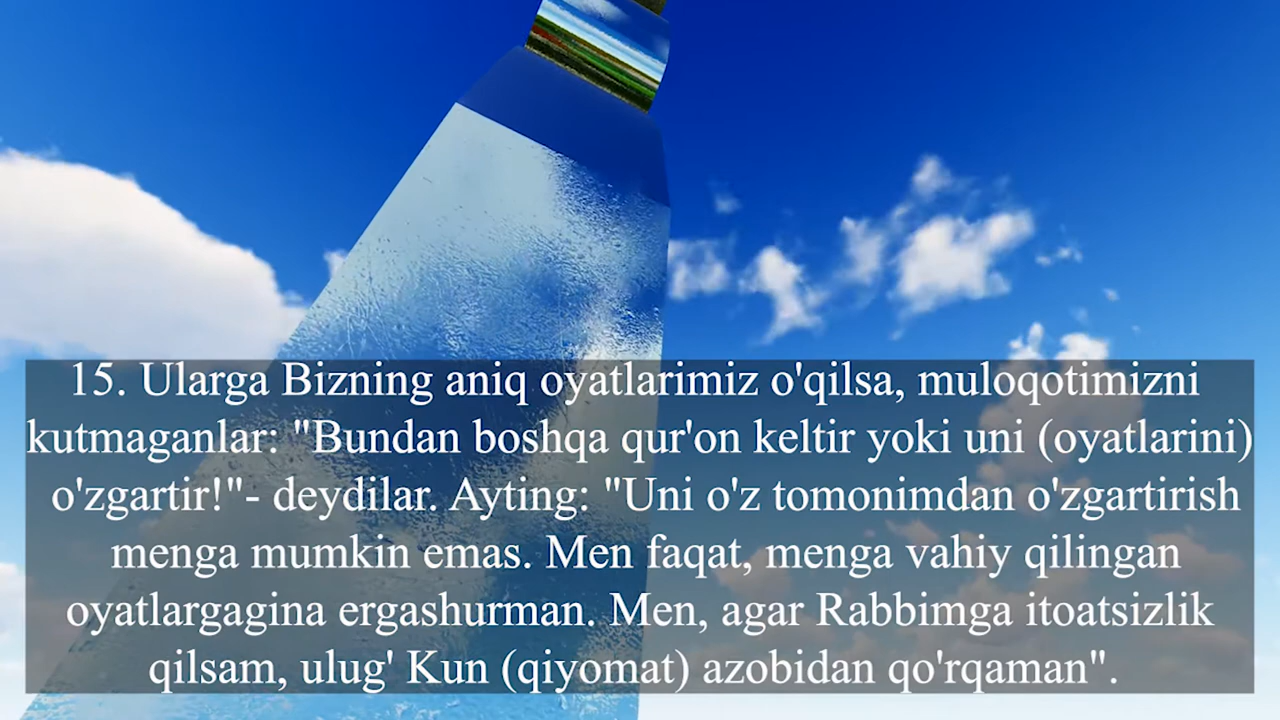 15. Ularga Bizning aniq oyatlarimiz o'qilsa, muloqotimizni
kutmaganlar: "Bundan boshqa qur'on keltir yoki uni (oyatlarini)
o'zgartir!"- deydilar. Ayting: "Uni o'z tomonimdan o'zgartirish
menga mumkin emas. Men faqat, menga vahiy qilingan
oyatlargagina ergashurman. Men, agar Rabbimga itoatsizlik
qilsam, ulug' Kun (qiyomat) azobidan qo'rqaman".